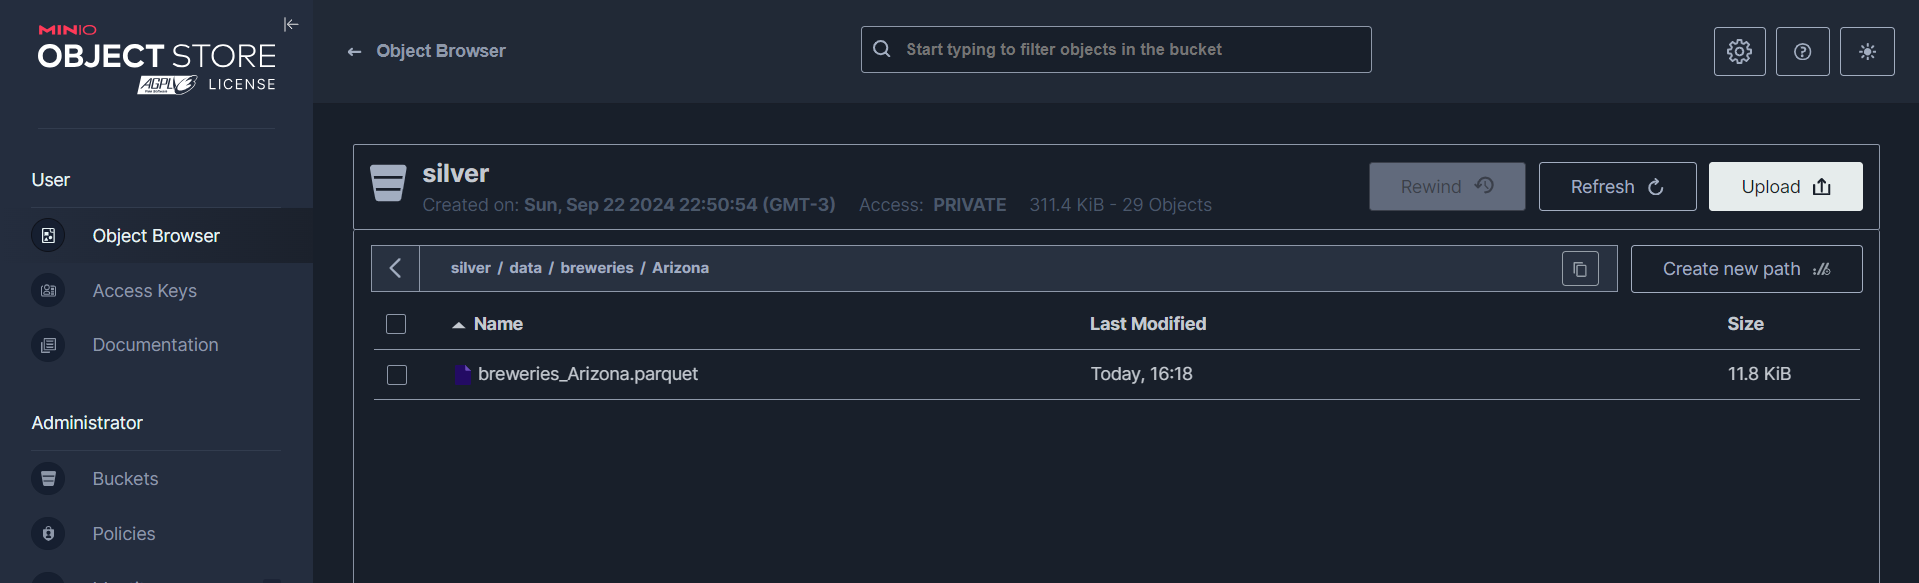 MINIO
OBJECT STORE
AGPL V3 LICENSE
User
Object Browser
Access Keys
Documentation
Administrator
Buckets
Policies
Object Browser
Start typing to filter objects in the bucket
silver
Created on: Sun, Sep 22 2024 22:50:54 (GMT-3) Access: PRIVATE 311.4 KiB - 29 Objects
Rewind
Refresh
Upload
silver / data / breweries / Arizona
Create new path
Name Last Modified Size
breweries_Arizona.parquet Today, 16:18 11.8 KiB